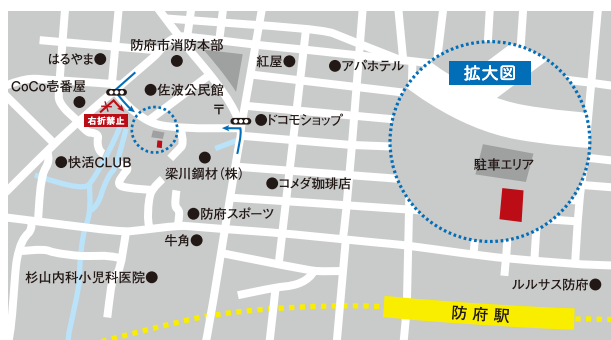 防府市消防本部
はるやま
紅屋
アパホテル
拡大図
CoCo壱番屋
佐波公民館
〒
右折禁止
ドコモショップ
快活CLUB
梁川鋼材(株)
駐車エリア
コメダ珈琲店
防府スポーツ
牛角
杉山内科小児科医院
ルルサス防府
防府駅